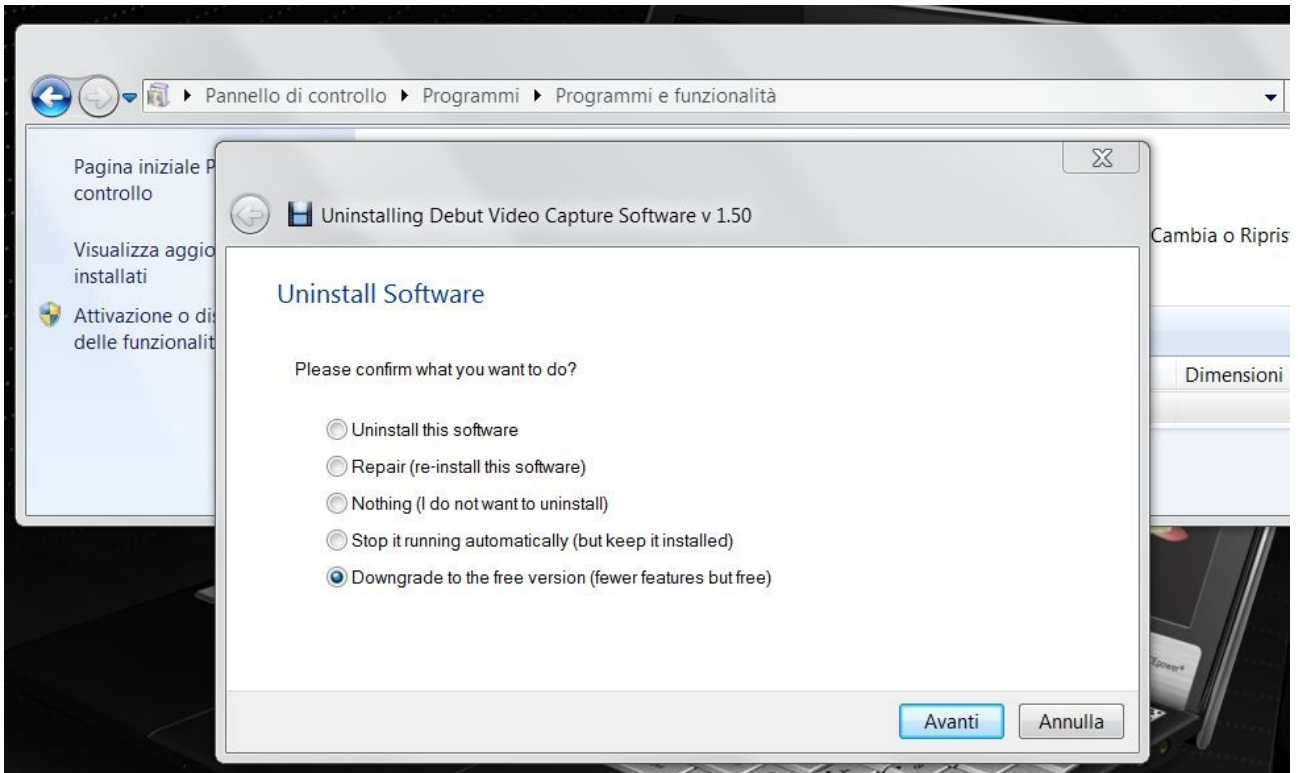 Pannello di controllo Programmi Programmi e funzionalità
Pagina iniziale P
controllo
Visualizza aggio
installati
Attivazione o dis
delle funzionalit
Uninstalling Debut Video Capture Software v 1.50
Uninstall Software
Please confirm what you want to do?
Uninstall this software
Repair (re-install this software)
Nothing (I do not want to uninstall)
Stop it running automatically (but keep it installed)
Downgrade to the free version (fewer features but free)
Avanti Annulla
Cambia o Ripris
Dimensioni